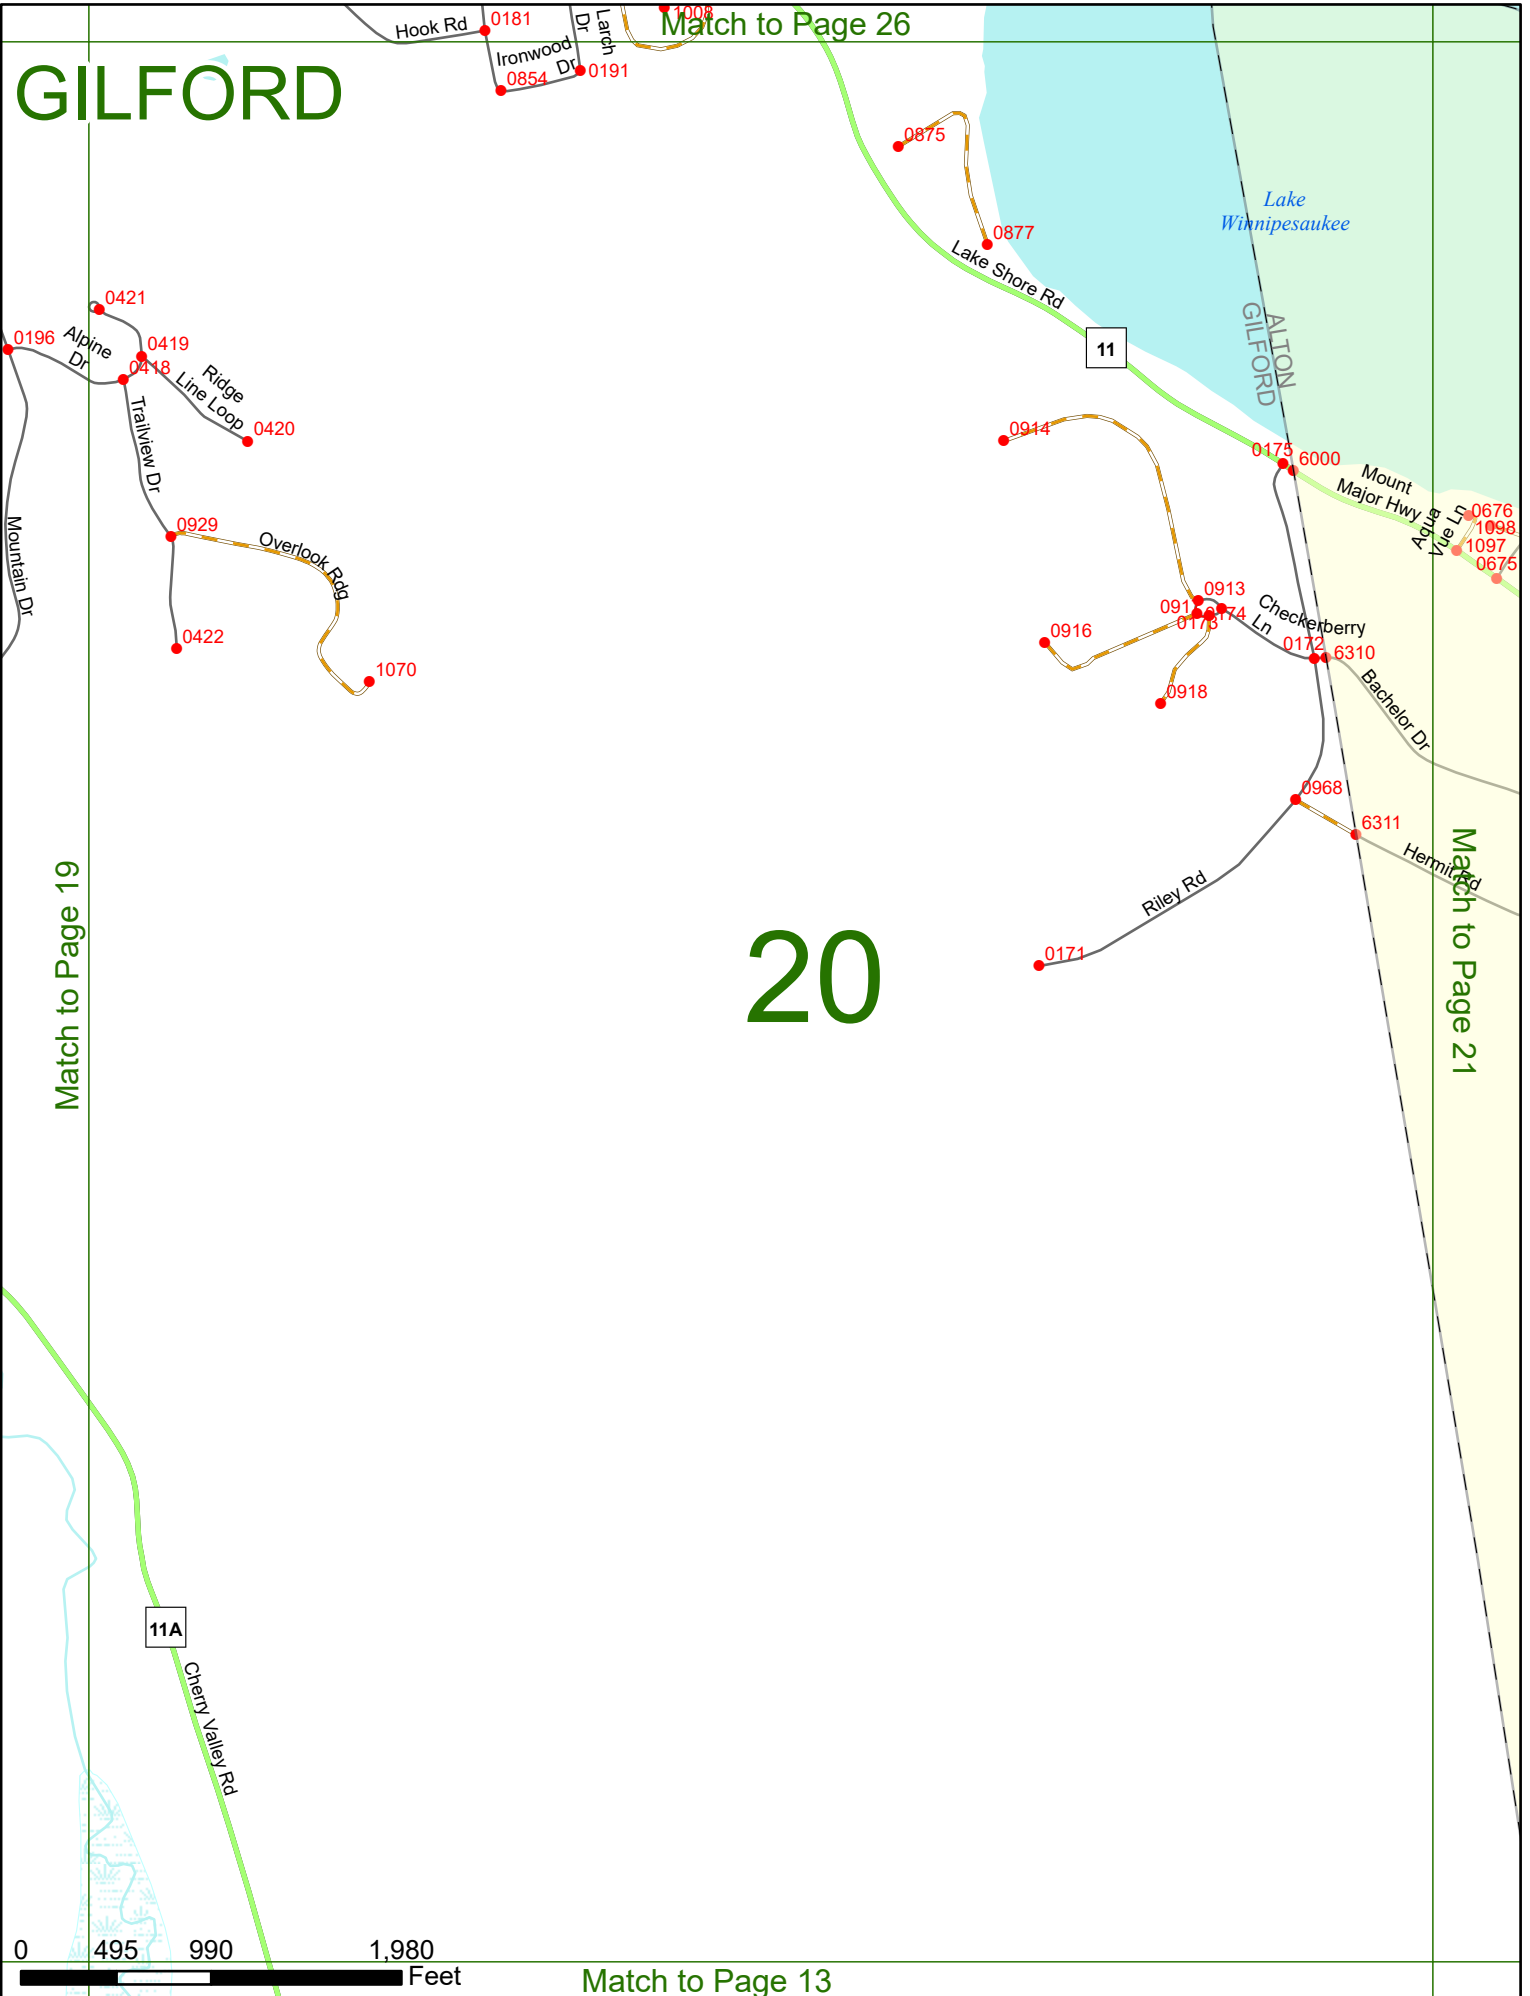 1008
Match to Page 26
Hook Rd
0181
Larch
Dr
Ironwood
Dr
0191
0854
GILFORD
0875
Lake
Winnipesaukee
0877
Lake Shore Rd
0421
0196
Alpine
Dr
0419
0418
Ridge
Line Loop
0420
11
ALTON
GILFORD
Trailview Dr
0914
0175
6000
Mount
Major Hwy
Aqua
Vue Ln
0676
1098
1097
0675
Mountain Dr
0929
Overlook Rdg
0422
1070
0913
0174
0173
Checkerberry
Ln
0916
0172
6310
0918
Bachelor Dr
0968
6311
Hermit Rd
Match to Page 19
Match to Page 21
Riley Rd
20
0171
11A
Cherry Valley Rd
0
495
990
1,980
Feet
Match to Page 13